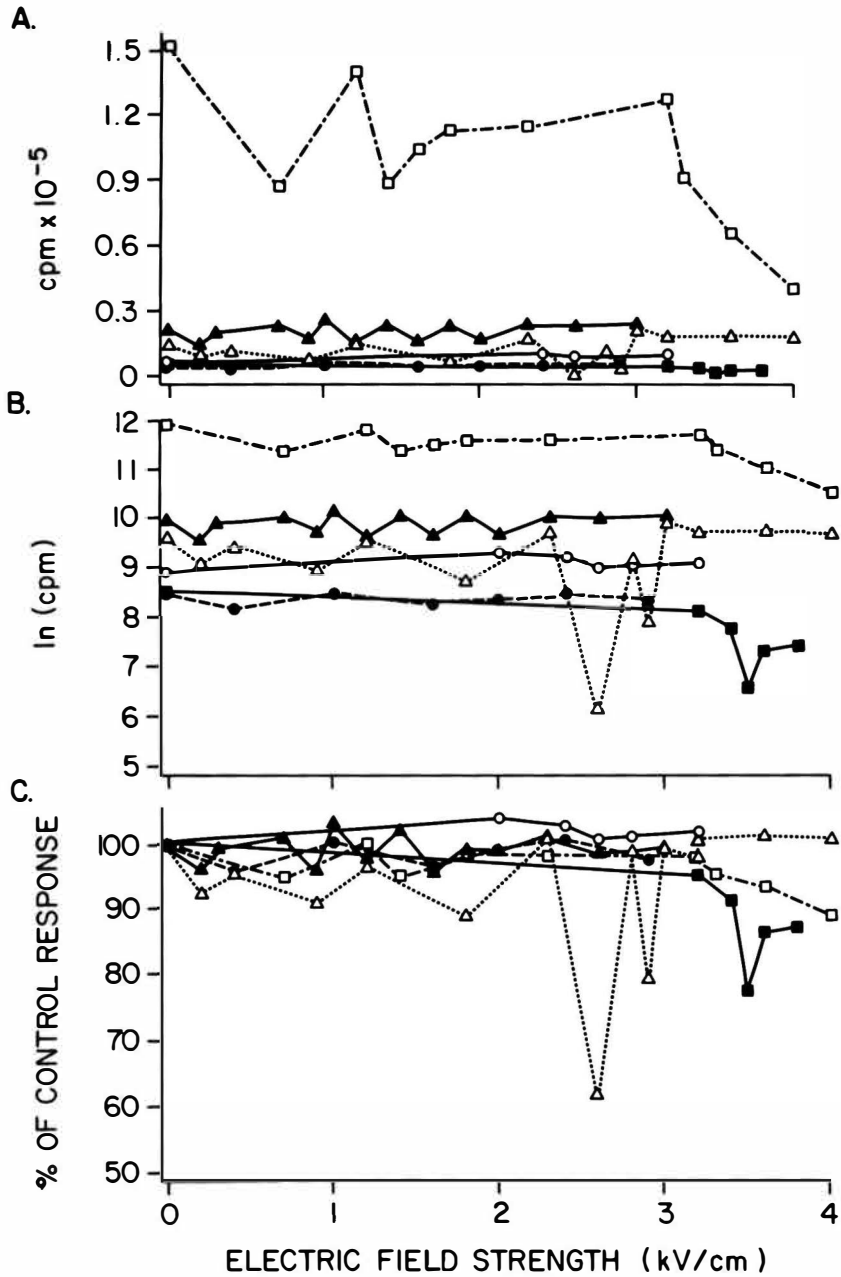 A.
1.5
1.2
0.9
0.6
0.3
0
cpm x 10⁻⁵
B.
12
11
10
9
8
7
6
5
ln (cpm)
C.
100
90
80
70
60
50
% OF CONTROL RESPONSE
0 1 2 3 4
ELECTRIC FIELD STRENGTH (kV/cm)